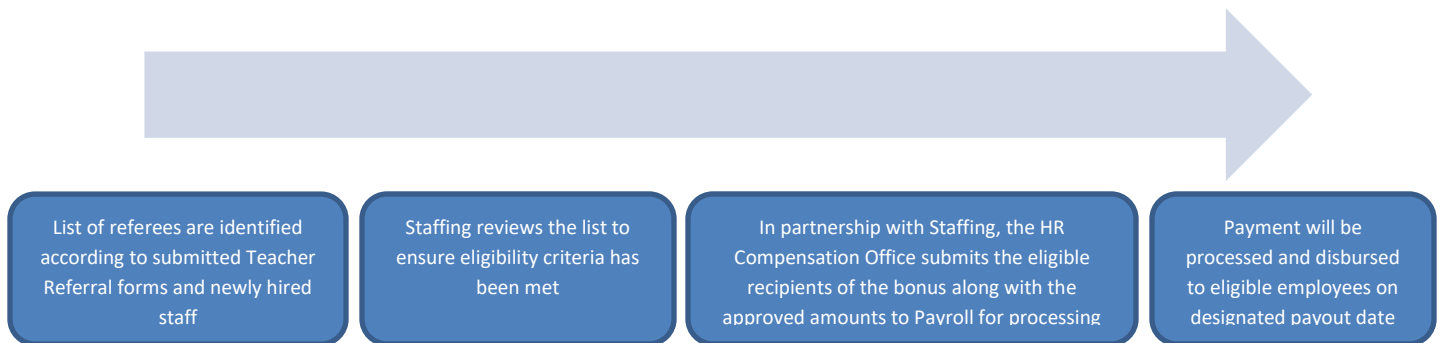 List of referees are identified
according to submitted Teacher
Referral forms and newly hired
staff
Staffing reviews the list to
ensure eligibility criteria has
been met
In partnership with Staffing, the HR
Compensation Office submits the eligible
recipients of the bonus along with the
approved amounts to Payroll for processing
Payment will be
processed and disbursed
to eligible employees on
designated payout date